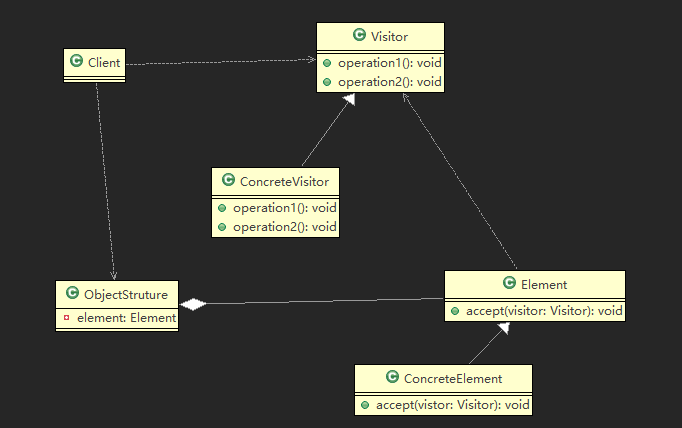 C Visitor
operation1(): void
operation2(): void
C Client
C ConcreteVisitor
operation1(): void
operation2(): void
C ObjectStruture
element: Element
C Element
accept(visitor: Visitor): void
C ConcreteElement
accept(vistor: Visitor): void